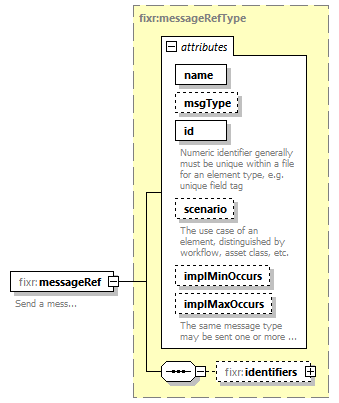 fixr:messageRefType
attributes
name
msgType
id
Numeric identifier generally
must be unique within a file
for an element type, e.g.
unique field tag
scenario
The use case of an
element, distinguished by
workflow, asset class, etc.
implMinOccurs
implMaxOccurs
The same message type
may be sent one or more ...
fixr:messageRef
Send a mess...
fixr:identifiers